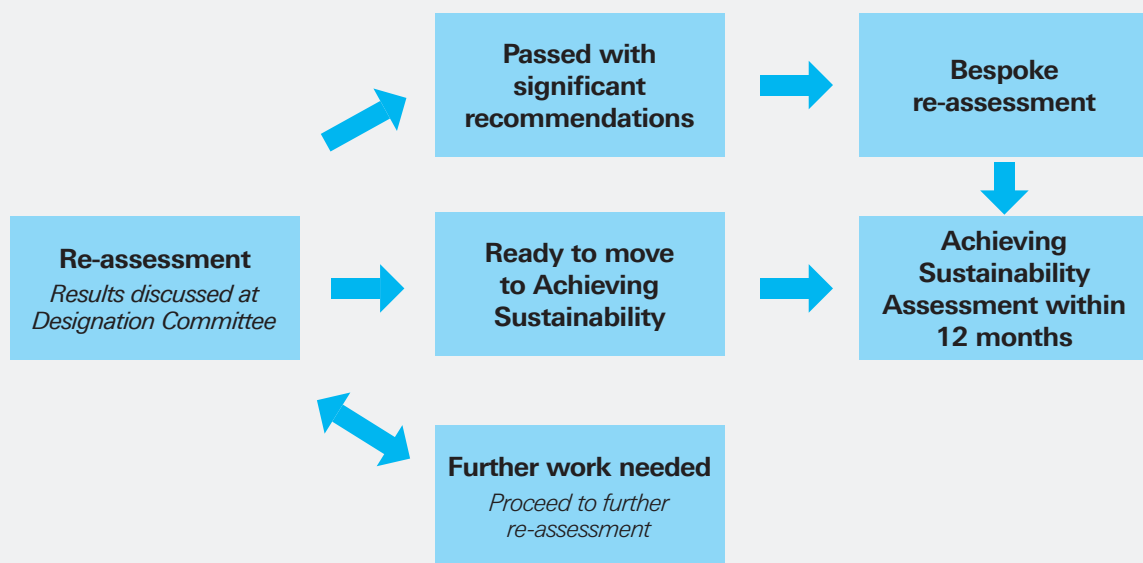 Passed with
significant
recommendations
Bespoke
re-assessment
Re-assessment
Results discussed at
Designation Committee
Ready to move
to Achieving
Sustainability
Achieving
Sustainability
Assessment within
12 months
Further work needed
Proceed to further
re-assessment